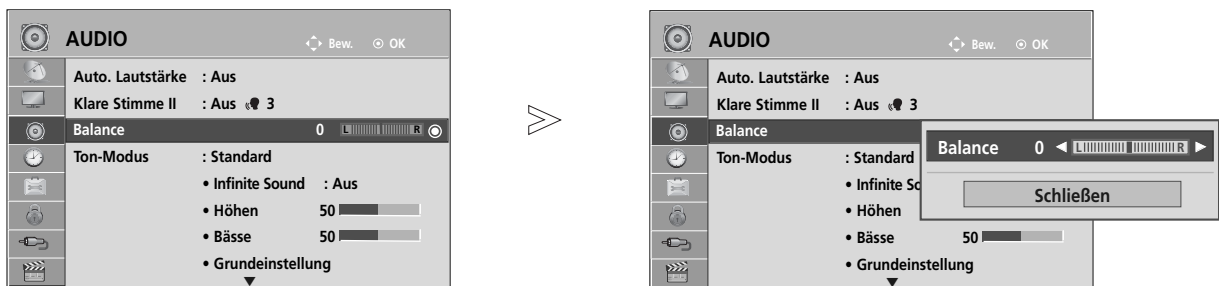 AUDIO
Bew. OK
Auto. Lautstärke : Aus
Klare Stimme II : Aus 3
Balance 0 L R
Ton-Modus : Standard
• Infinite Sound : Aus
• Höhen 50
• Bässe 50
• Grundeinstellung
AUDIO
Bew. OK
Auto. Lautstärke : Aus
Klare Stimme II : Aus 3
Balance
Ton-Modus : Standard
• Infinite So
• Höhen
• Bässe 50
• Grundeinstellung
Balance 0 L R
Schließen